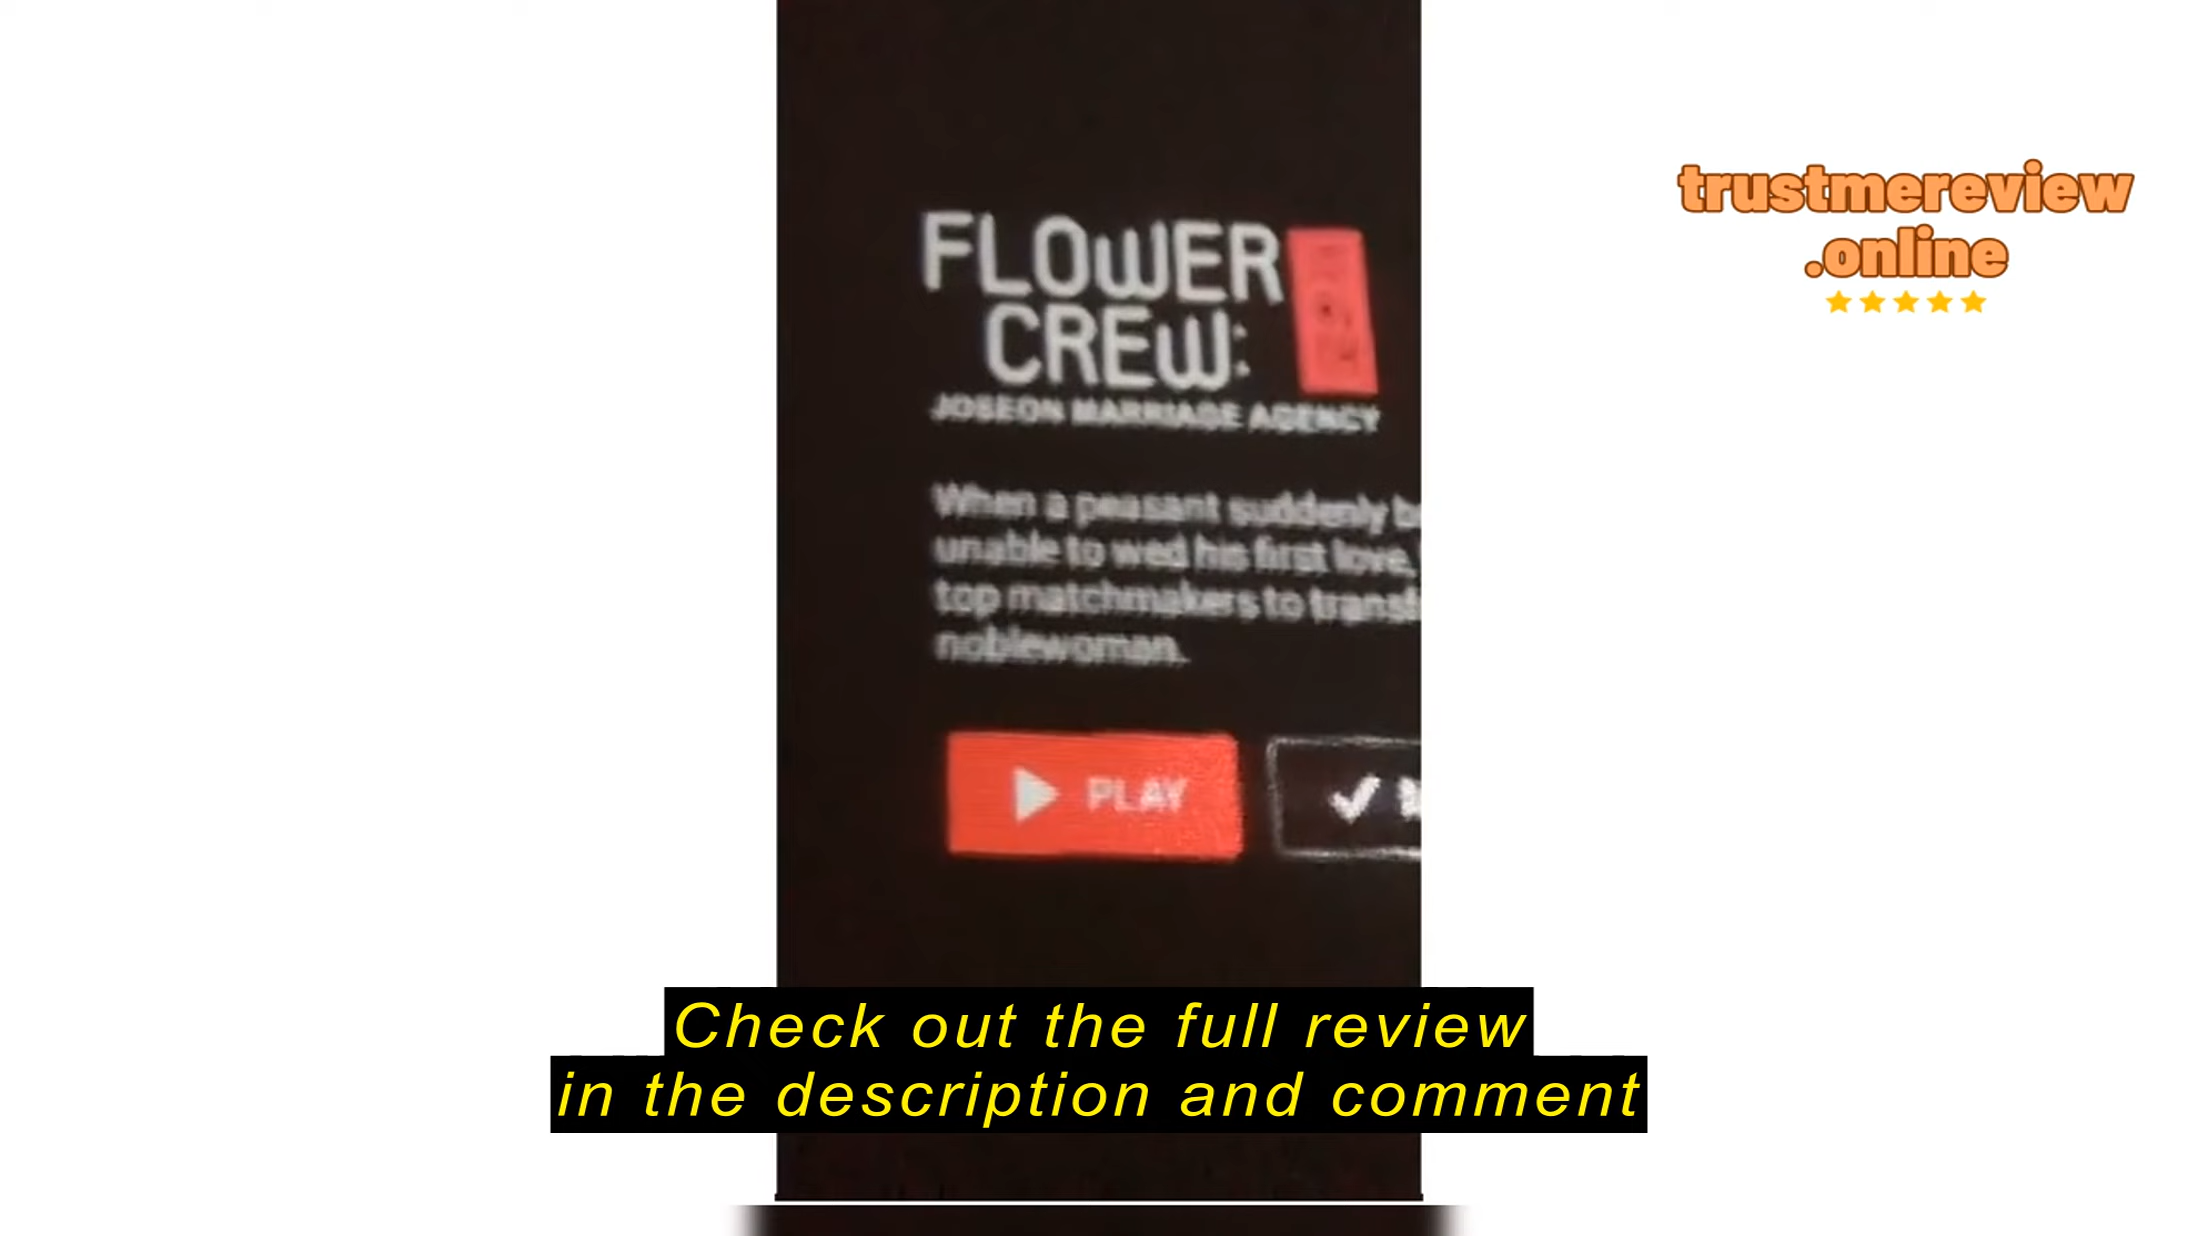 trustmereview
.online
FLOWER
CREW:
JOSEON MARRIAGE AGENCY
When a peasant suddenly
unable to wed his first love,
top matchmakers to
noblewoman.
PLAY
Check out the full review
in the description and comment